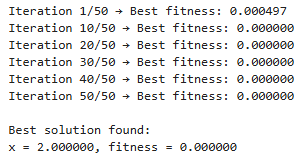 Iteration 1/50 → Best fitness: 0.000497
Iteration 10/50 → Best fitness: 0.000000
Iteration 20/50 → Best fitness: 0.000000
Iteration 30/50 → Best fitness: 0.000000
Iteration 40/50 → Best fitness: 0.000000
Iteration 50/50 → Best fitness: 0.000000
Best solution found:
x = 2.000000, fitness = 0.000000